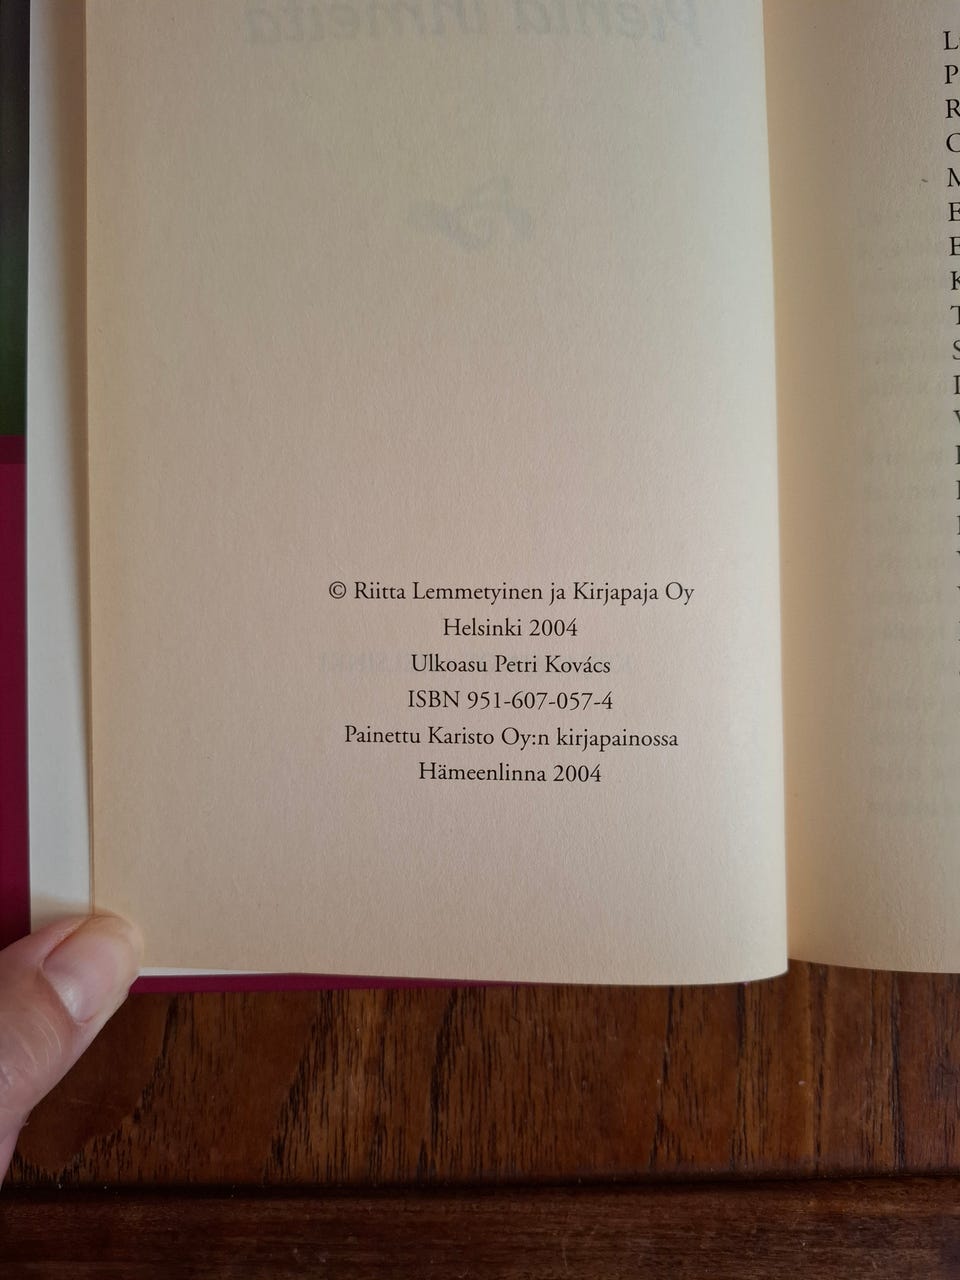 © Riitta Lemmetyinen ja Kirjapaja Oy
Helsinki 2004
Ulkoasu Petri Kovács
ISBN 951-607-057-4
Painettu Karisto Oy:n kirjapainossa
Hämeenlinna 2004